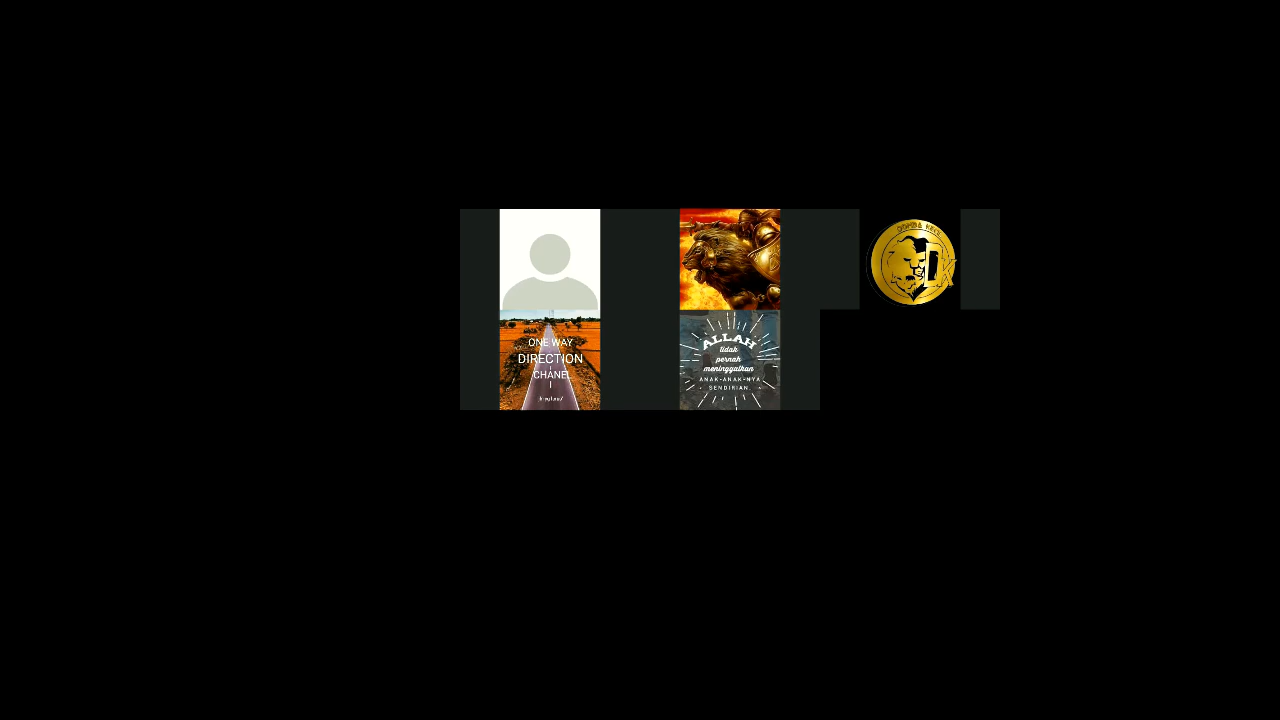 ONE WAY
DIRECTION
CHANEL
ALLAH
tidak
pernah
meninggalkan
ANAK-ANAK-NYA
SENDIRIAN.